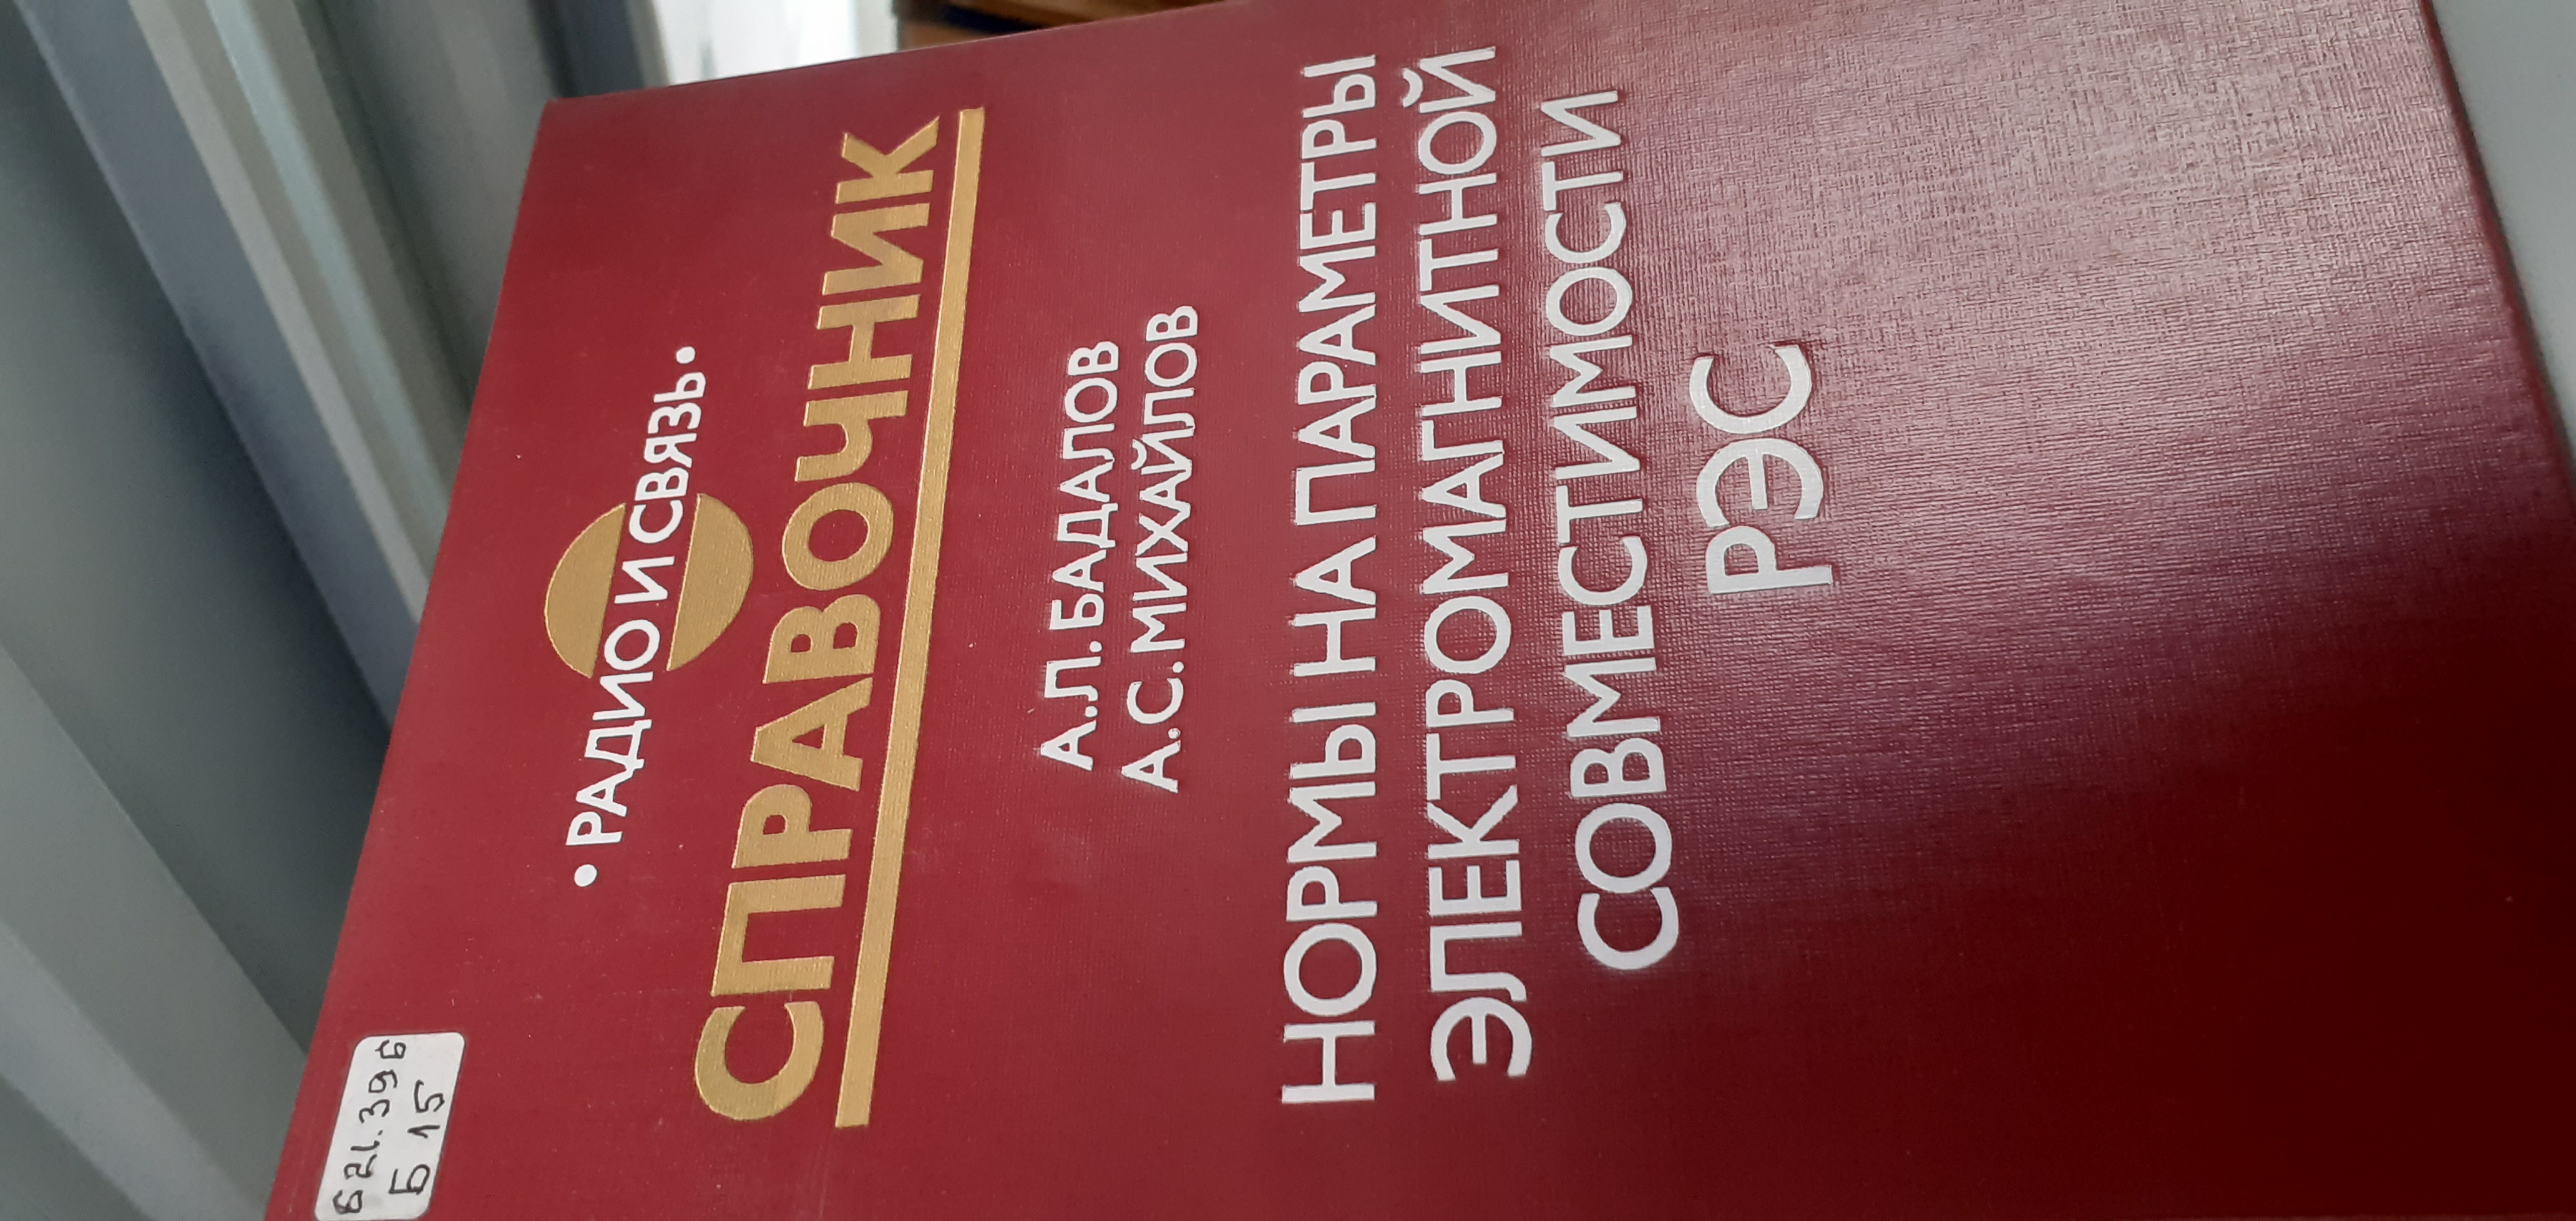 621.396
Б 15
• РАДИО И СВЯЗЬ •
СПРАВОЧНИК
А.Л. БАДАЛОВ
А.С. МИХАЙЛОВ
НОРМЫ НА ПАРАМЕТРЫ
ЭЛЕКТРОМАГНИТНОЙ
СОВМЕСТИМОСТИ
РЭС